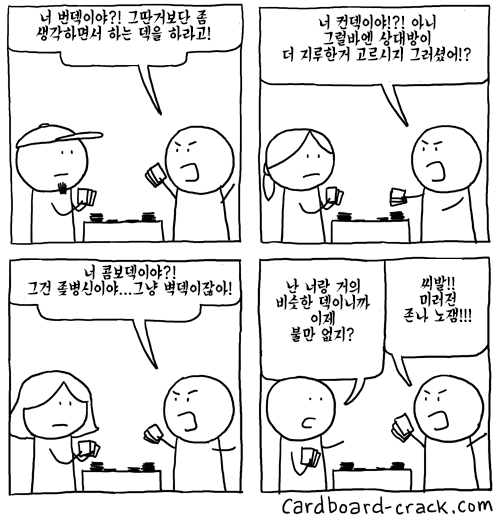 너 번덱이야?! 그딴거보단 좀
생각하면서 하는 덱을 하라고!
너 컨덱이야!?! 아니
그럴바엔 상대방이
더 지루한거 고르시지 그러셨어!?
너 콤보덱이야?!
그건 좆병신이야...그냥 벽덱이잖아!
난 너랑 거의
비슷한 덱이니까
이제
불만 없지?
씨발!!
미러전
존나 노잼!!!
cardboard-crack.com